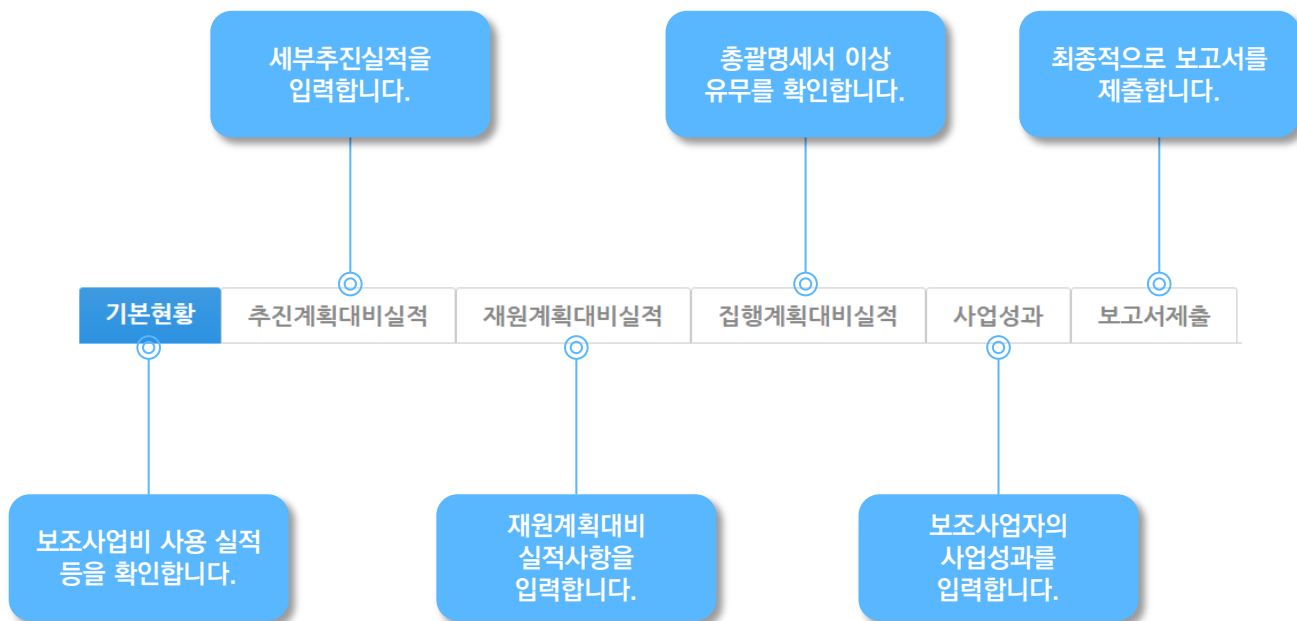 세부추진실적을
입력합니다.
총괄명세서 이상
유무를 확인합니다.
최종적으로 보고서를
제출합니다.
기본현황 추진계획대비실적 재원계획대비실적 집행계획대비실적 사업성과 보고서제출
보조사업비 사용 실적
등을 확인합니다.
재원계획대비
실적사항을
입력합니다.
보조사업자의
사업성과를
입력합니다.